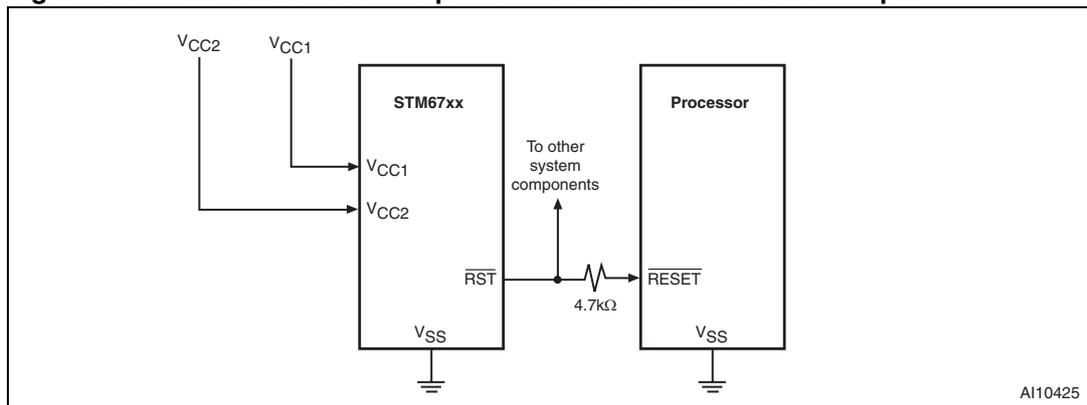 VCC2
VCC1
STM67xx
Processor
To other
system
components
VCC1
VCC2
RST
RESET
4.7kΩ
VSS
VSS
AI10425